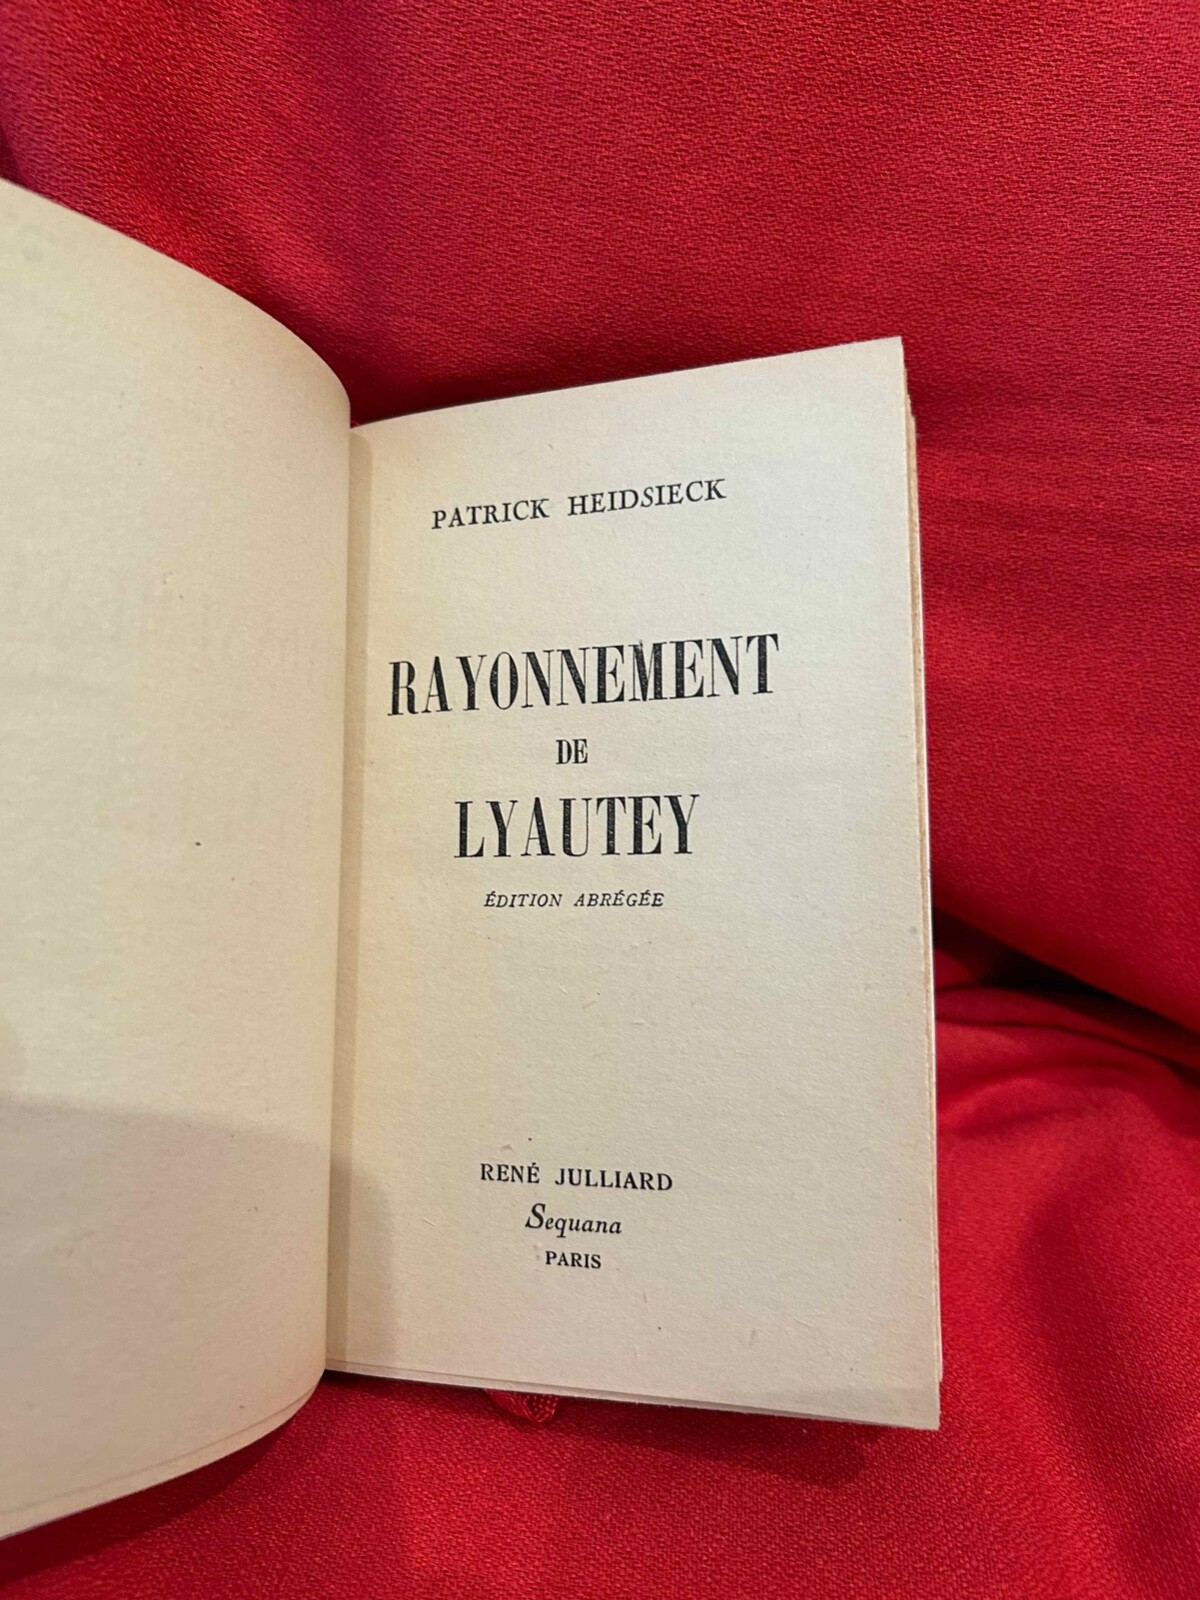 PATRICK HEIDSIECK
RAYONNEMENT
DE
LYAUTEY
ÉDITION ABRÉGÉE
RENÉ JULLIARD
Sequana
PARIS